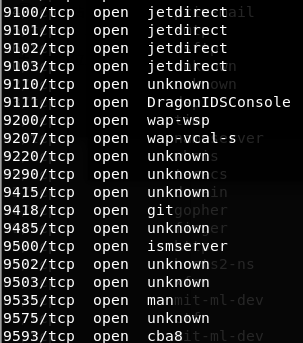 9100/tcp open jetdirect
9101/tcp open jetdirect
9102/tcp open jetdirect
9103/tcp open jetdirect
9110/tcp open unknown
9111/tcp open DragonIDSConsole
9200/tcp open wap-wsp
9207/tcp open wap-vcal-s
9220/tcp open unknown
9290/tcp open unknown
9415/tcp open unknown
9418/tcp open git
9485/tcp open unknown
9500/tcp open ismserver
9502/tcp open unknown
9503/tcp open unknown
9535/tcp open man
9575/tcp open unknown
9593/tcp open cba8